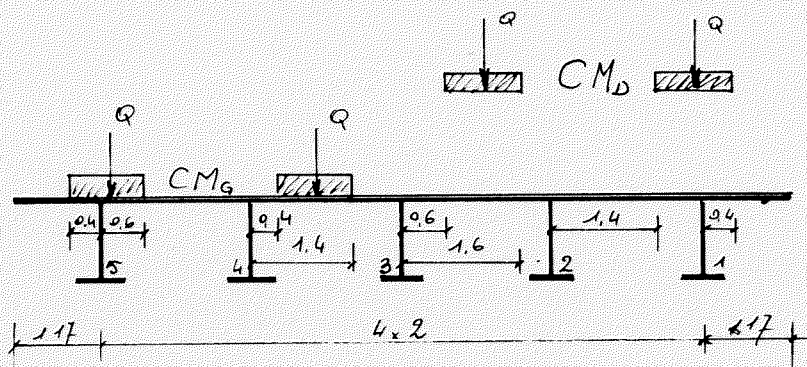 Q Q
CM_D
Q Q
CM_G
0,4 0,6 0,4 0,6 1,4 0,4
1,4 1,6
5 4 3 2 1
1 17 4 × 2 1 17